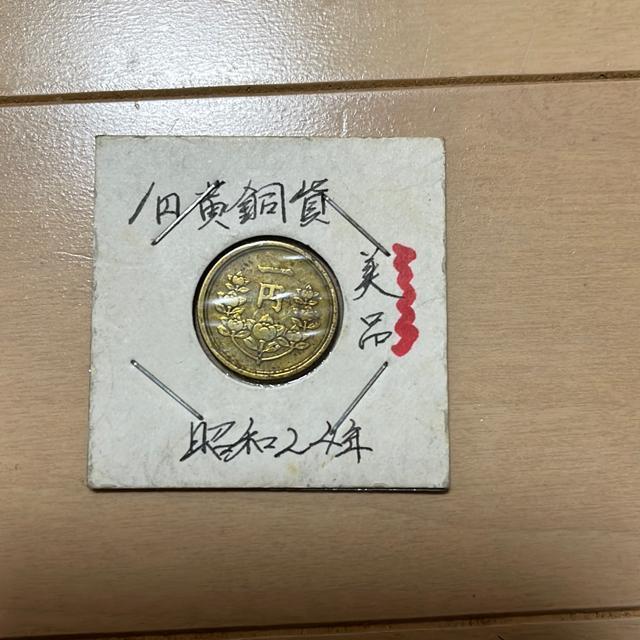 1円黄銅貨
美品
一円
昭和24年